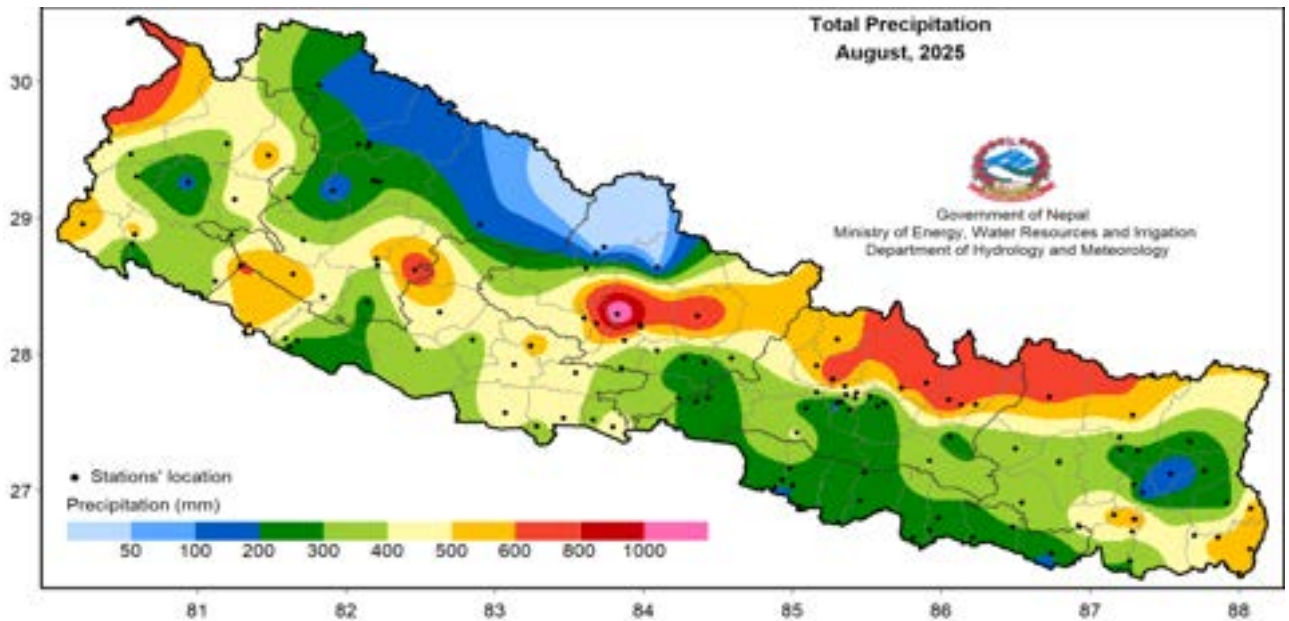 Total Precipitation
August, 2025
30
Government of Nepal
Ministry of Energy, Water Resources and Irrigation
Department of Hydrology and Meteorology
29
28
Stations' location
27
Precipitation (mm)
50 100 200 300 400 500 600 800 1000
81 82 83 84 85 86 87 88